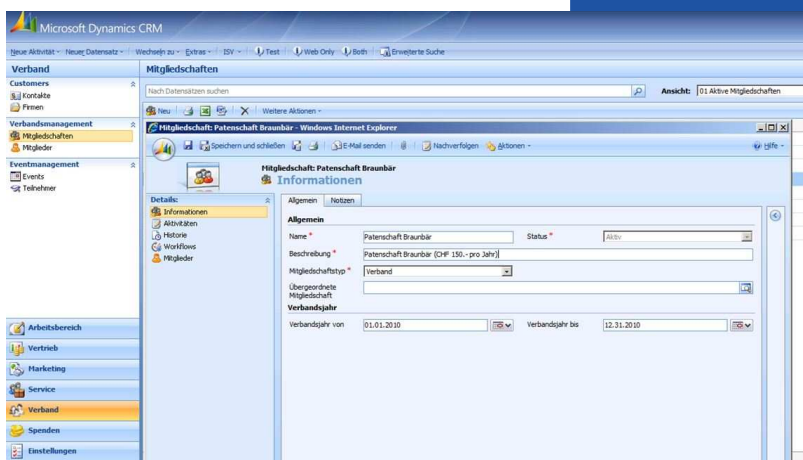 Microsoft Dynamics CRM
Neue Aktivität Neuer Datensatz Wechseln zu Extras ISV Test Web Only Both Erweiterte Suche
Verband
Mitgliedschaften
Customers
Kontakte
Firmen
Verbandsmanagement
Mitgliedschaften
Mitglieder
Eventmanagement
Events
Teilnehmer
Nach Datensätzen suchen
Ansicht: 01 Aktive Mitgliedschaften
Neu Weitere Aktionen
Mitgliedschaft: Patenschaft Braunbär - Windows Internet Explorer
Speichern und schließen E-Mail senden Nachverfolgen Aktionen Hilfe
Mitgliedschaft: Patenschaft Braunbär
Informationen
Details:
Informationen
Aktivitäten
Historie
Workflows
Mitglieder
Allgemein Notizen
Allgemein
Name * Patenschaft Braunbär Status * Aktiv
Beschreibung * Patenschaft Braunbär (CHF 150.- pro Jahr)
Mitgliedschaftstyp * Verband
Übergeordnete
Mitgliedschaft
Verbandsjahr
Verbandsjahr von 01.01.2010 Verbandsjahr bis 12.31.2010
Arbeitsbereich
Vertrieb
Marketing
Service
Verband
Spenden
Einstellungen